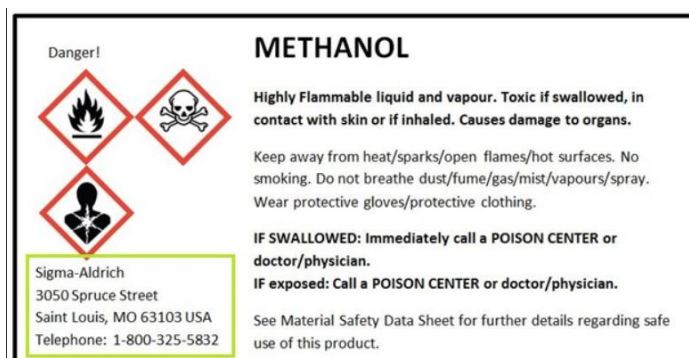 Danger!
METHANOL
Highly Flammable liquid and vapour. Toxic if swallowed, in
contact with skin or if inhaled. Causes damage to organs.
Keep away from heat/sparks/open flames/hot surfaces. No
smoking. Do not breathe dust/fume/gas/mist/vapours/spray.
Wear protective gloves/protective clothing.
IF SWALLOWED: Immediately call a POISON CENTER or
doctor/physician.
IF exposed: Call a POISON CENTER or doctor/physician.
See Material Safety Data Sheet for further details regarding safe
use of this product.
Sigma-Aldrich
3050 Spruce Street
Saint Louis, MO 63103 USA
Telephone: 1-800-325-5832